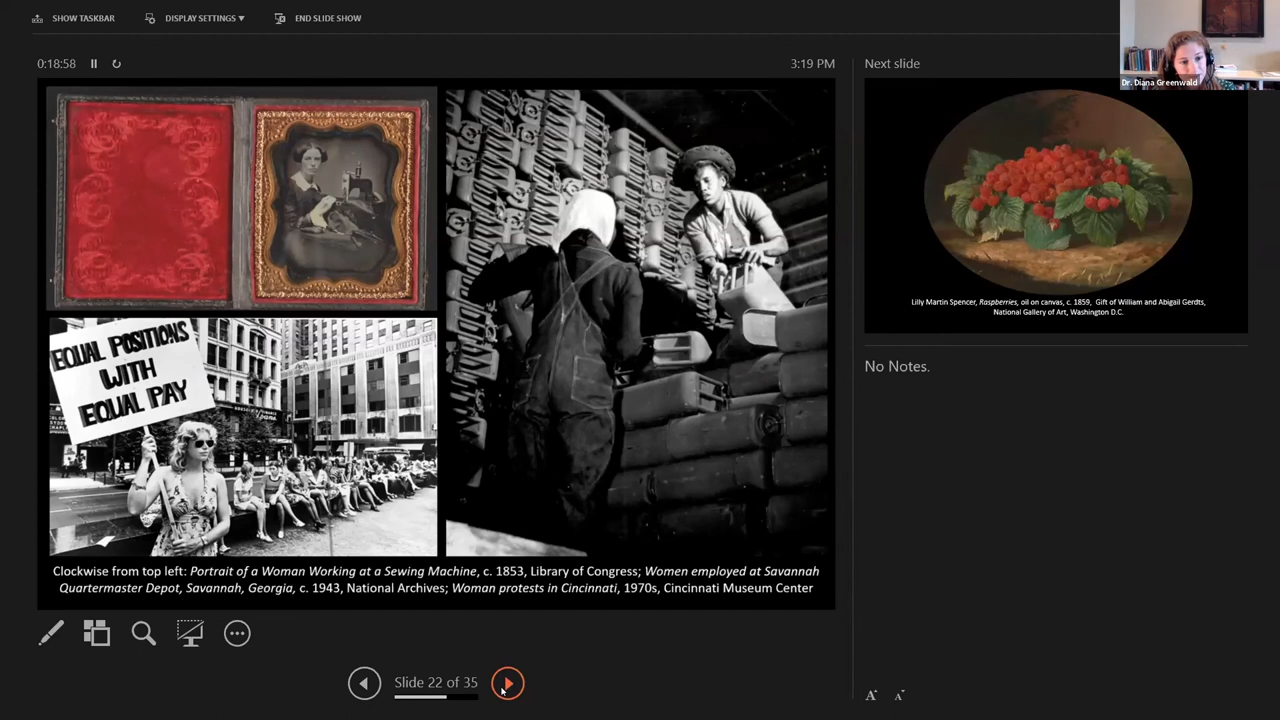 SHOW TASKBAR
DISPLAY SETTINGS ▼
END SLIDE SHOW
Dr. Diana Greenwald
0:18:58
3:19 PM
EQUAL POSITIONS
WITH
EQUAL PAY
Clockwise from top left: Portrait of a Woman Working at a Sewing Machine, c. 1853, Library of Congress; Women employed at Savannah
Quartermaster Depot, Savannah, Georgia, c. 1943, National Archives; Woman protests in Cincinnati, 1970s, Cincinnati Museum Center
Slide 22 of 35
Next slide
Lilly Martin Spencer, Raspberries, oil on canvas, c. 1859, Gift of William and Abigail Gerdts,
National Gallery of Art, Washington D.C.
No Notes.
A A